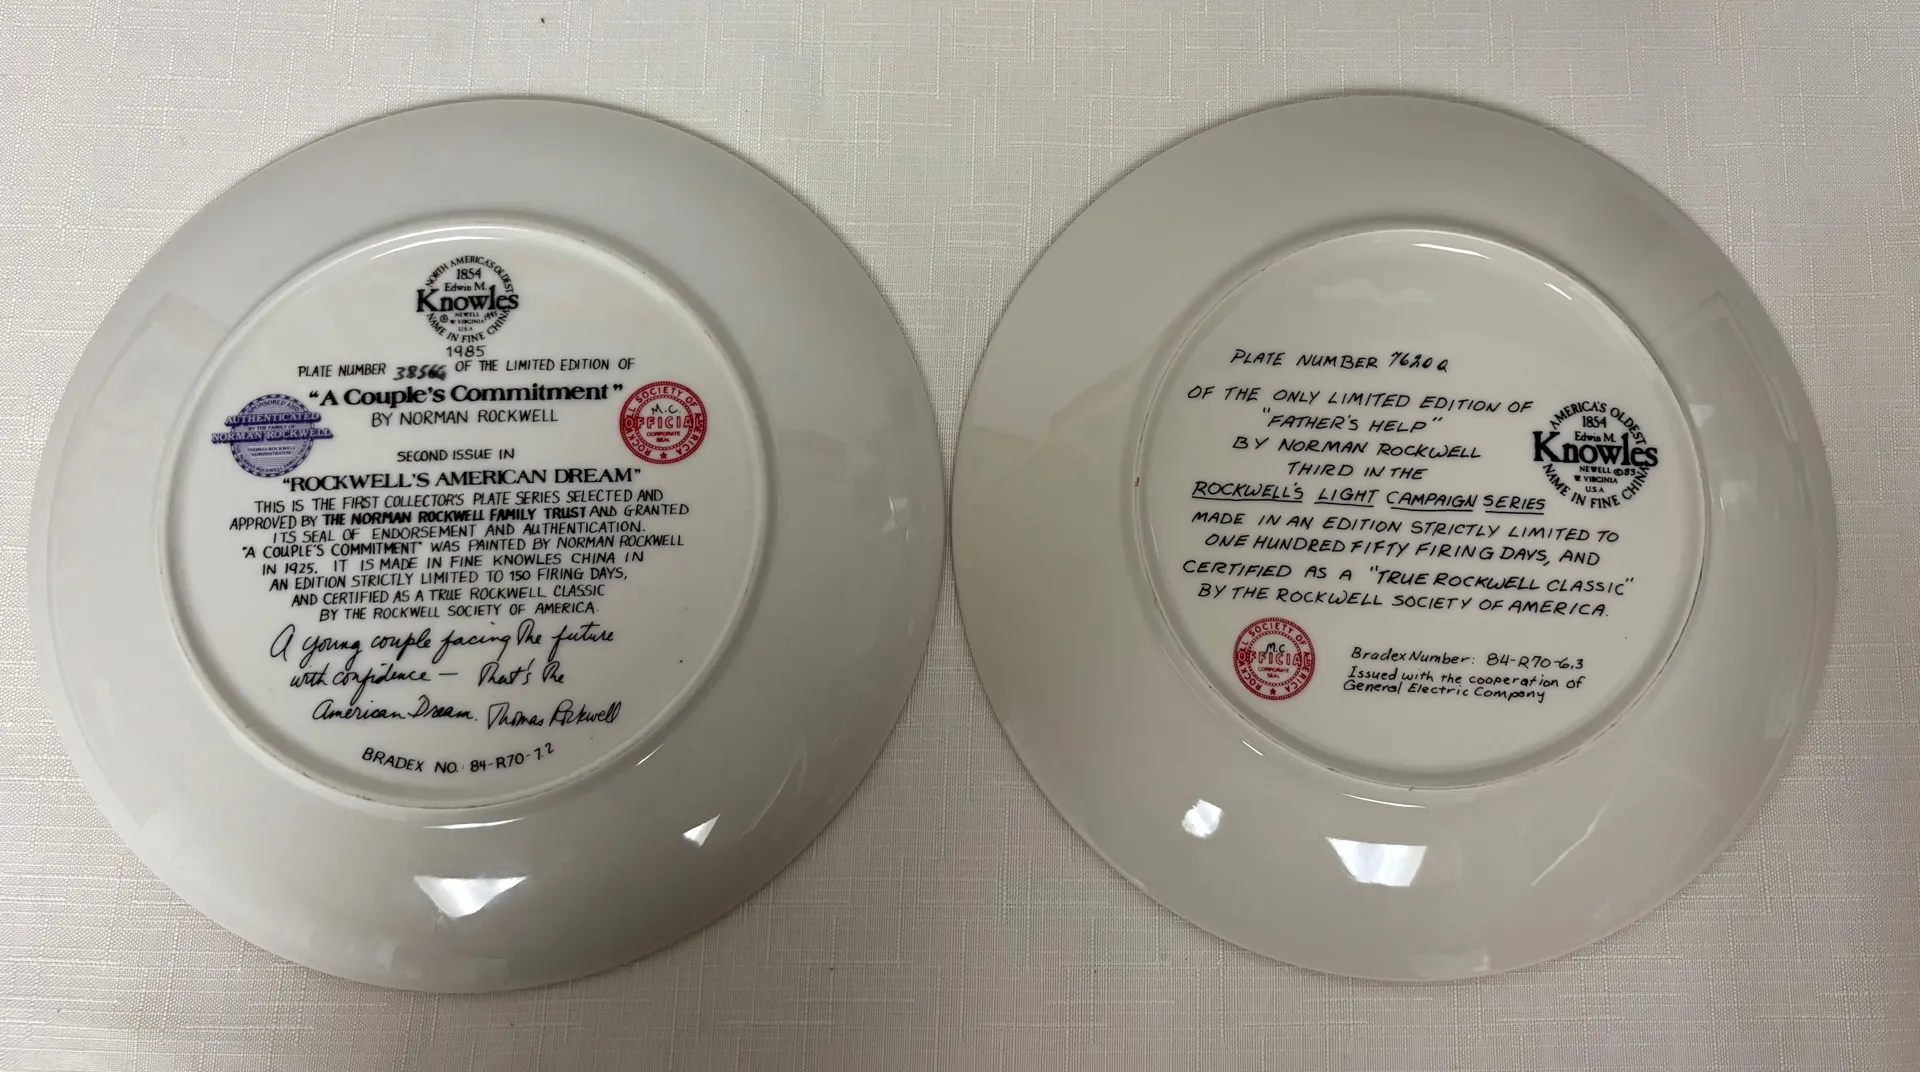 NORTH AMERICA'S OLDEST
1854
Edwin M.
Knowles
NEWELL
W VIRGINIA
U.S.A.
NAME IN FINE CHINA
1985
PLATE NUMBER OF THE LIMITED EDITION OF
"A Couple's Commitment"
BY NORMAN ROCKWELL
SPONSORED AND
AUTHENTICATED
BY THE FAMILY OF
NORMAN ROCKWELL
THOMAS ROCKWELL
ADMINISTRATION
ROCKWELL SOCIETY OF AMERICA
M.C.
OFFICIAL
CORPORATE
SEAL
SECOND ISSUE IN
"ROCKWELL'S AMERICAN DREAM"
THIS IS THE FIRST COLLECTOR'S PLATE SERIES SELECTED AND
APPROVED BY THE NORMAN ROCKWELL FAMILY TRUST AND GRANTED
ITS SEAL OF ENDORSEMENT AND AUTHENTICATION.
"A COUPLE'S COMMITMENT" WAS PAINTED BY NORMAN ROCKWELL
IN 1925. IT IS MADE IN FINE KNOWLES CHINA IN
AN EDITION STRICTLY LIMITED TO 150 FIRING DAYS,
AND CERTIFIED AS A TRUE ROCKWELL CLASSIC
BY THE ROCKWELL SOCIETY OF AMERICA.
A young couple facing the future
with confidence — That's the
American Dream. Thomas Rockwell
BRADEX NO.: 84-R70-7.2
PLATE NUMBER 7620Q
OF THE ONLY LIMITED EDITION OF
"FATHER'S HELP"
BY NORMAN ROCKWELL
THIRD IN THE
ROCKWELL'S LIGHT CAMPAIGN SERIES
MADE IN AN EDITION STRICTLY LIMITED TO
ONE HUNDRED FIFTY FIRING DAYS, AND
CERTIFIED AS A "TRUE ROCKWELL CLASSIC"
BY THE ROCKWELL SOCIETY OF AMERICA.
AMERICA'S OLDEST
1854
Edwin M.
Knowles
NEWELL ©83
W VIRGINIA
U.S.A.
NAME IN FINE CHINA
SOCIETY OF AMERICA
M.C.
OFFICIAL
CORPORATE
SEAL
Bradex Number: 84-R70-6.3
Issued with the cooperation of
General Electric Company